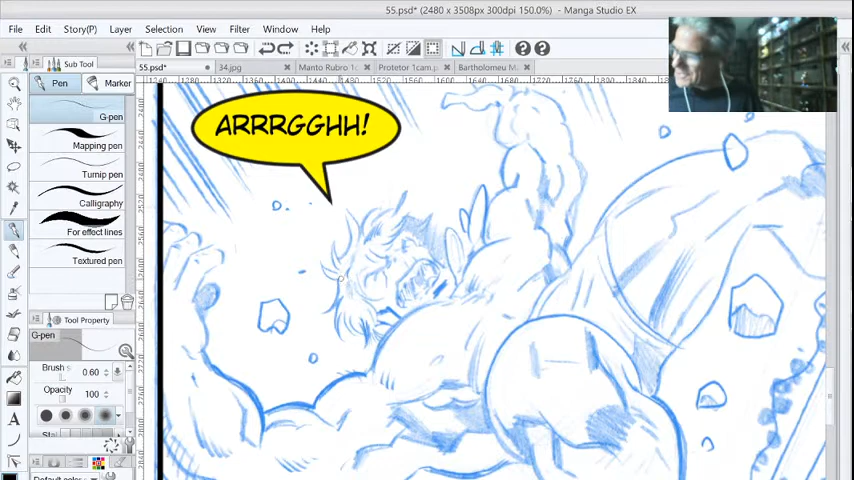 55.psd* (2480 x 3508px 300dpi 150.0%) - Manga Studio EX
File Edit Story(P) Layer Selection View Filter Window Help
Sub Tool
55.psd* 34.jpg Manto Rubro 1c Protetor 1cam.p Bartholomeu M
Pen Marker
G-pen
Mapping pen
Turnip pen
Calligraphy
For effect lines
Textured pen
Tool Property
G-pen
Brush s 0.60
Opacity 100
Default color
ARRRGGHH!